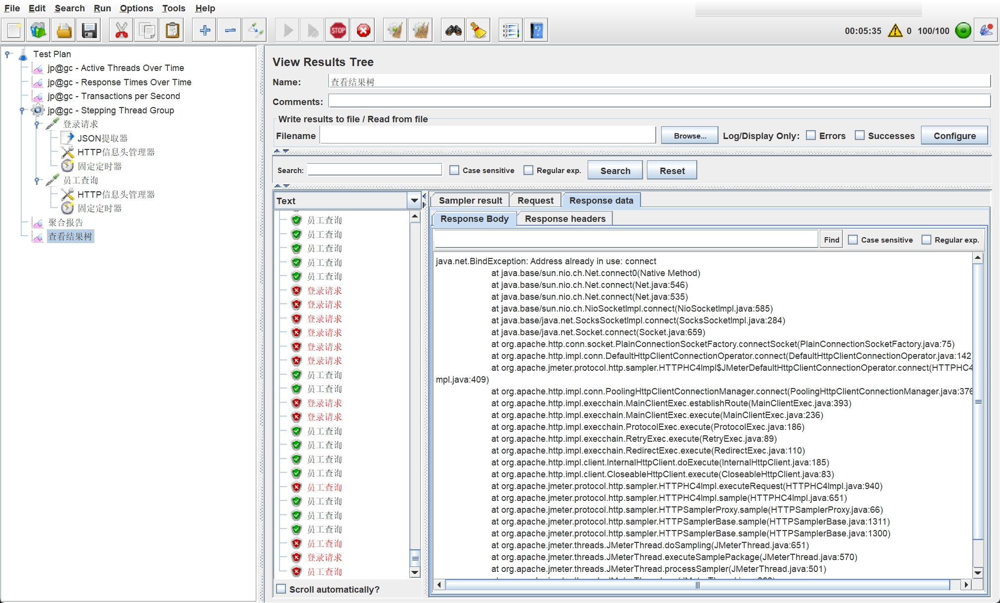 File Edit Search Run Options Tools Help
STOP
00:05:35 0 100/100
Test Plan
jp@gc - Active Threads Over Time
jp@gc - Response Times Over Time
jp@gc - Transactions per Second
jp@gc - Stepping Thread Group
登录请求
JSON提取器
HTTP信息头管理器
固定定时器
员工查询
HTTP信息头管理器
固定定时器
聚合报告
查看结果树
View Results Tree
Name: 查看结果树
Comments:
Write results to file / Read from file
Filename Browse... Log/Display Only: Errors Successes Configure
Search: Case sensitive Regular exp. Search Reset
Text
员工查询
员工查询
员工查询
员工查询
员工查询
登录请求
登录请求
登录请求
登录请求
登录请求
登录请求
员工查询
员工查询
登录请求
登录请求
员工查询
员工查询
员工查询
员工查询
员工查询
员工查询
员工查询
员工查询
员工查询
登录请求
员工查询
Scroll automatically?
Sampler result Request Response data
Response Body Response headers
Find Case sensitive Regular exp.
java.net.BindException: Address already in use: connect
at java.base/sun.nio.ch.Net.connect0(Native Method)
at java.base/sun.nio.ch.Net.connect(Net.java:546)
at java.base/sun.nio.ch.Net.connect(Net.java:535)
at java.base/sun.nio.ch.NioSocketImpl.connect(NioSocketImpl.java:585)
at java.base/java.net.SocksSocketImpl.connect(SocksSocketImpl.java:284)
at java.base/java.net.Socket.connect(Socket.java:659)
at org.apache.http.conn.socket.PlainConnectionSocketFactory.connectSocket(PlainConnectionSocketFactory.java:75)
at org.apache.http.impl.conn.DefaultHttpClientConnectionOperator.connect(DefaultHttpClientConnectionOperator.java:142
at org.apache.jmeter.protocol.http.sampler.HTTPHC4Impl$JMeterDefaultHttpClientConnectionOperator.connect(HTTPHC4
mpl.java:409)
at org.apache.http.impl.conn.PoolingHttpClientConnectionManager.connect(PoolingHttpClientConnectionManager.java:376
at org.apache.http.impl.execchain.MainClientExec.establishRoute(MainClientExec.java:393)
at org.apache.http.impl.execchain.MainClientExec.execute(MainClientExec.java:236)
at org.apache.http.impl.execchain.ProtocolExec.execute(ProtocolExec.java:186)
at org.apache.http.impl.execchain.RetryExec.execute(RetryExec.java:89)
at org.apache.http.impl.execchain.RedirectExec.execute(RedirectExec.java:110)
at org.apache.http.impl.client.InternalHttpClient.doExecute(InternalHttpClient.java:185)
at org.apache.http.impl.client.CloseableHttpClient.execute(CloseableHttpClient.java:83)
at org.apache.jmeter.protocol.http.sampler.HTTPHC4Impl.executeRequest(HTTPHC4Impl.java:940)
at org.apache.jmeter.protocol.http.sampler.HTTPHC4Impl.sample(HTTPHC4Impl.java:651)
at org.apache.jmeter.protocol.http.sampler.HTTPSamplerProxy.sample(HTTPSamplerProxy.java:66)
at org.apache.jmeter.protocol.http.sampler.HTTPSamplerBase.sample(HTTPSamplerBase.java:1311)
at org.apache.jmeter.protocol.http.sampler.HTTPSamplerBase.sample(HTTPSamplerBase.java:1300)
at org.apache.jmeter.threads.JMeterThread.doSampling(JMeterThread.java:651)
at org.apache.jmeter.threads.JMeterThread.executeSamplePackage(JMeterThread.java:570)
at org.apache.jmeter.threads.JMeterThread.processSampler(JMeterThread.java:501)